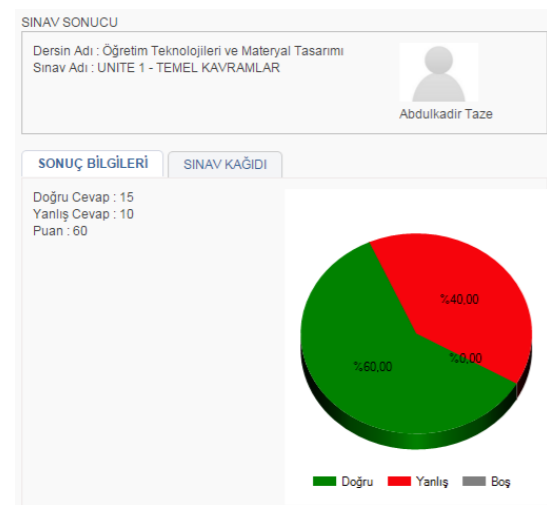 SINAV SONUCU
Dersin Adı : Öğretim Teknolojileri ve Materyal Tasarımı
Sınav Adı : UNITE 1 - TEMEL KAVRAMLAR
Abdulkadir Taze
SONUÇ BİLGİLERİ
SINAV KAĞIDI
Doğru Cevap : 15
Yanlış Cevap : 10
Puan : 60
%40,00
%0,00
%60,00
Doğru Yanlış Boş